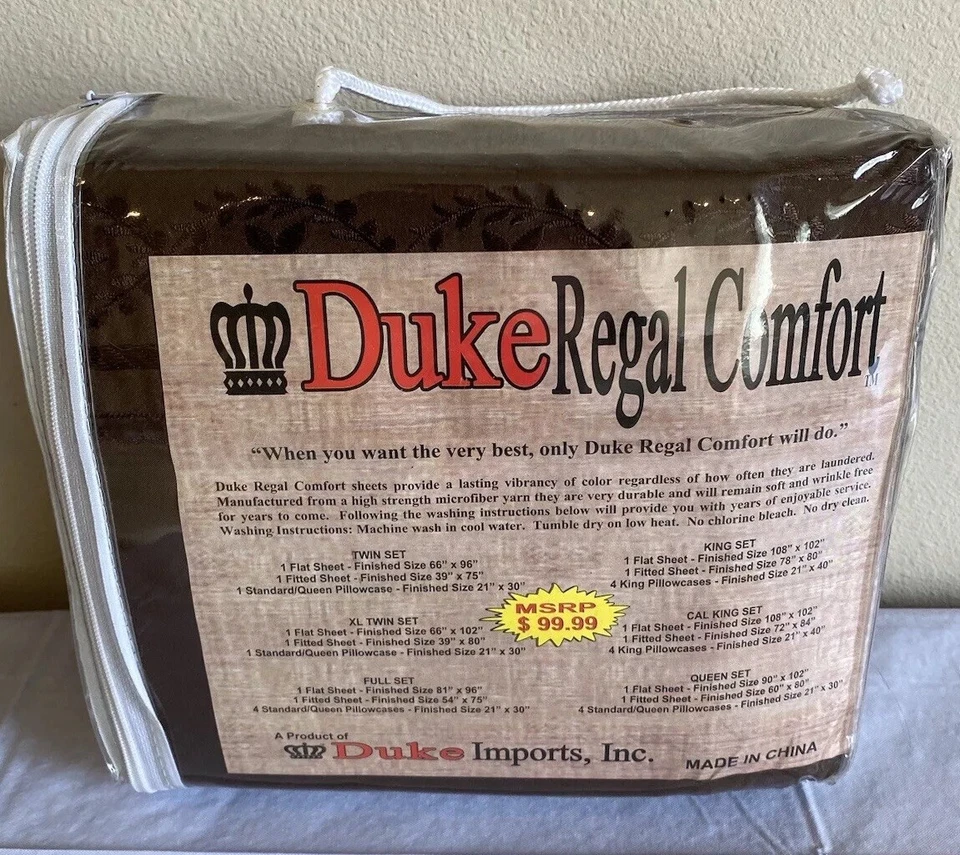 Duke Regal Comfort
TM
“When you want the very best, only Duke Regal Comfort will do.”
Duke Regal Comfort sheets provide a lasting vibrancy of color regardless of how often they are laundered.
Manufactured from a high strength microfiber yarn they are very durable and will remain soft and wrinkle free
for years to come. Following the washing instructions below will provide you with years of enjoyable service.
Washing Instructions: Machine wash in cool water. Tumble dry on low heat. No chlorine bleach. No dry clean.
TWIN SET
1 Flat Sheet - Finished Size 66" x 96"
1 Fitted Sheet - Finished Size 39" x 75"
1 Standard/Queen Pillowcase - Finished Size 21" x 30"
XL TWIN SET
1 Flat Sheet - Finished Size 66" x 102"
1 Fitted Sheet - Finished Size 39" x 80"
1 Standard/Queen Pillowcase - Finished Size 21" x 30"
FULL SET
1 Flat Sheet - Finished Size 81" x 96"
1 Fitted Sheet - Finished Size 54" x 75"
4 Standard/Queen Pillowcases - Finished Size 21" x 30"
MSRP
$ 99.99
KING SET
1 Flat Sheet - Finished Size 108" x 102"
1 Fitted Sheet - Finished Size 78" x 80"
4 King Pillowcases - Finished Size 21" x 40"
CAL KING SET
1 Flat Sheet - Finished Size 108" x 102"
1 Fitted Sheet - Finished Size 72" x 84"
4 King Pillowcases - Finished Size 21" x 40"
QUEEN SET
1 Flat Sheet - Finished Size 90" x 102"
1 Fitted Sheet - Finished Size 60" x 80"
4 Standard/Queen Pillowcases - Finished Size 21" x 30"
A Product of
Duke Imports, Inc.
MADE IN CHINA